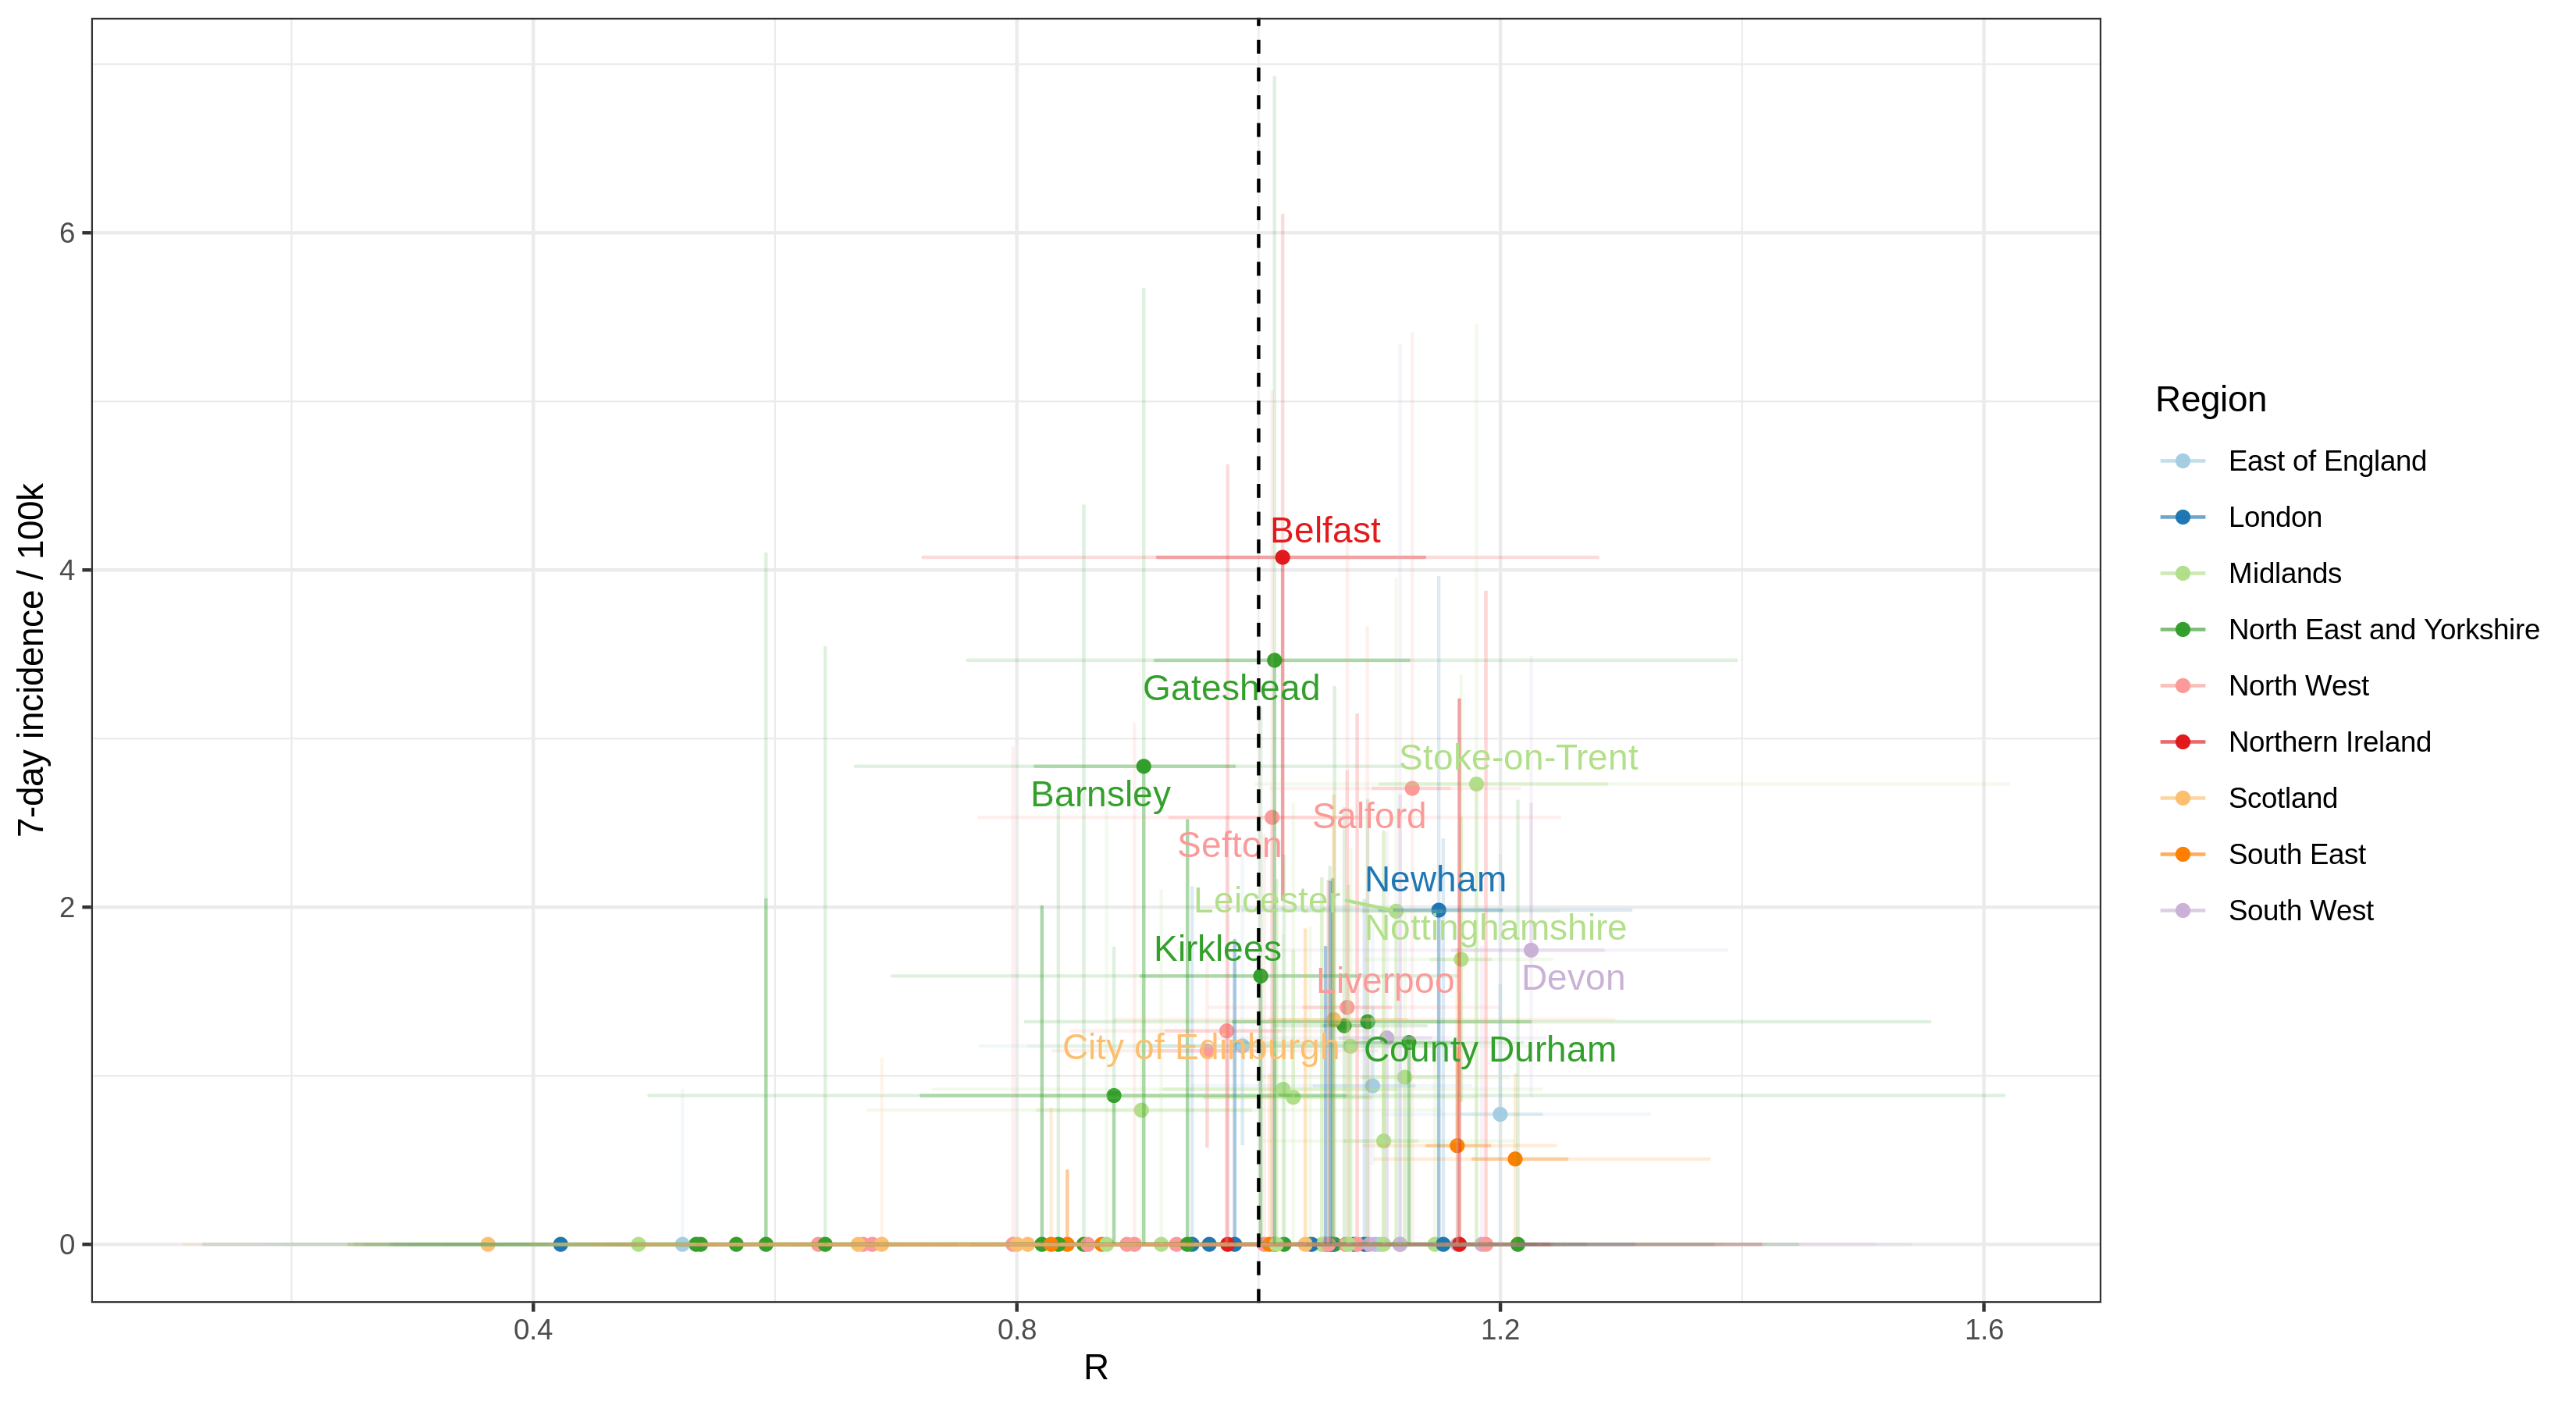 7-day incidence / 100k
6
4
2
0
Belfast
Gateshead
Stoke-on-Trent
Barnsley
Salford
Sefton
Newham
Leicester
Nottinghamshire
Kirklees
Liverpool
Devon
City of Edinburgh
County Durham
0.4
0.8
1.2
1.6
R
Region
East of England
London
Midlands
North East and Yorkshire
North West
Northern Ireland
Scotland
South East
South West